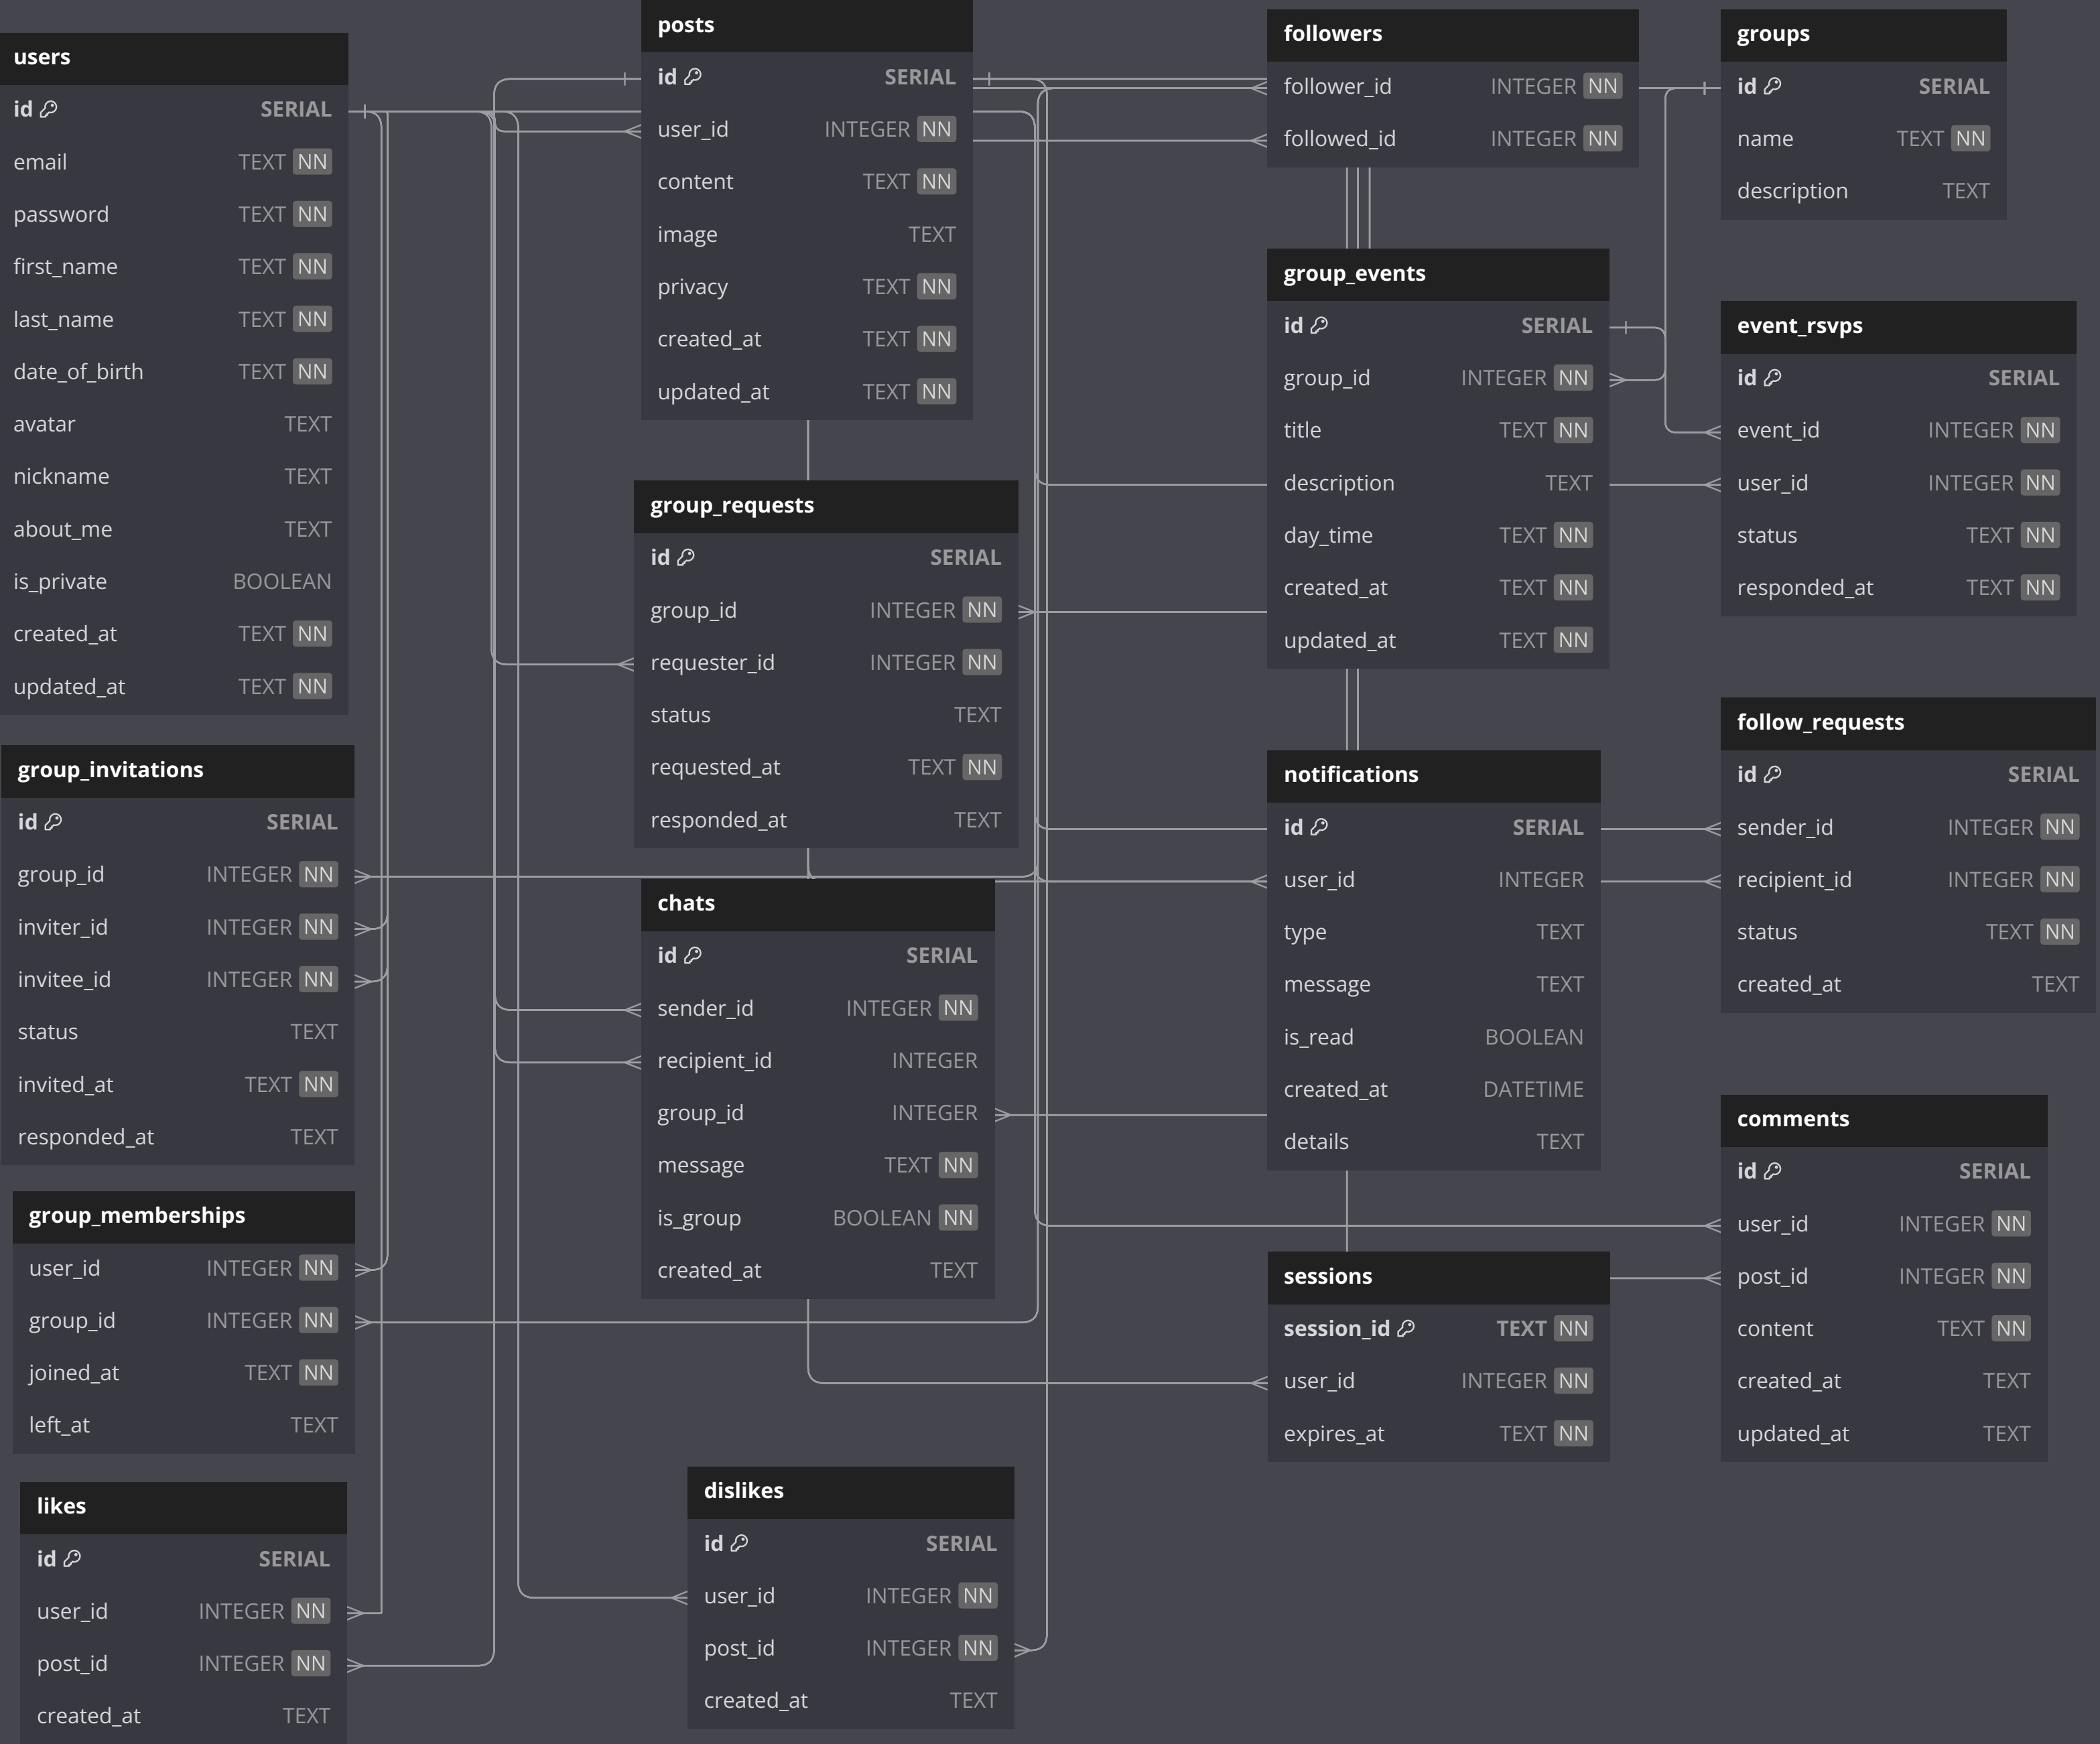 users
id SERIAL
email TEXT NN
password TEXT NN
first_name TEXT NN
last_name TEXT NN
date_of_birth TEXT NN
avatar TEXT
nickname TEXT
about_me TEXT
is_private BOOLEAN
created_at TEXT NN
updated_at TEXT NN
group_invitations
id SERIAL
group_id INTEGER NN
inviter_id INTEGER NN
invitee_id INTEGER NN
status TEXT
invited_at TEXT NN
responded_at TEXT
group_memberships
user_id INTEGER NN
group_id INTEGER NN
joined_at TEXT NN
left_at TEXT
likes
id SERIAL
user_id INTEGER NN
post_id INTEGER NN
created_at TEXT
posts
id SERIAL
user_id INTEGER NN
content TEXT NN
image TEXT
privacy TEXT NN
created_at TEXT NN
updated_at TEXT NN
group_requests
id SERIAL
group_id INTEGER NN
requester_id INTEGER NN
status TEXT
requested_at TEXT NN
responded_at TEXT
chats
id SERIAL
sender_id INTEGER NN
recipient_id INTEGER
group_id INTEGER
message TEXT NN
is_group BOOLEAN NN
created_at TEXT
dislikes
id SERIAL
user_id INTEGER NN
post_id INTEGER NN
created_at TEXT
followers
follower_id INTEGER NN
followed_id INTEGER NN
group_events
id SERIAL
group_id INTEGER NN
title TEXT NN
description TEXT
day_time TEXT NN
created_at TEXT NN
updated_at TEXT NN
notifications
id SERIAL
user_id INTEGER
type TEXT
message TEXT
is_read BOOLEAN
created_at DATETIME
details TEXT
sessions
session_id TEXT NN
user_id INTEGER NN
expires_at TEXT NN
groups
id SERIAL
name TEXT NN
description TEXT
event_rsvps
id SERIAL
event_id INTEGER NN
user_id INTEGER NN
status TEXT NN
responded_at TEXT NN
follow_requests
id SERIAL
sender_id INTEGER NN
recipient_id INTEGER NN
status TEXT NN
created_at TEXT
comments
id SERIAL
user_id INTEGER NN
post_id INTEGER NN
content TEXT NN
created_at TEXT
updated_at TEXT